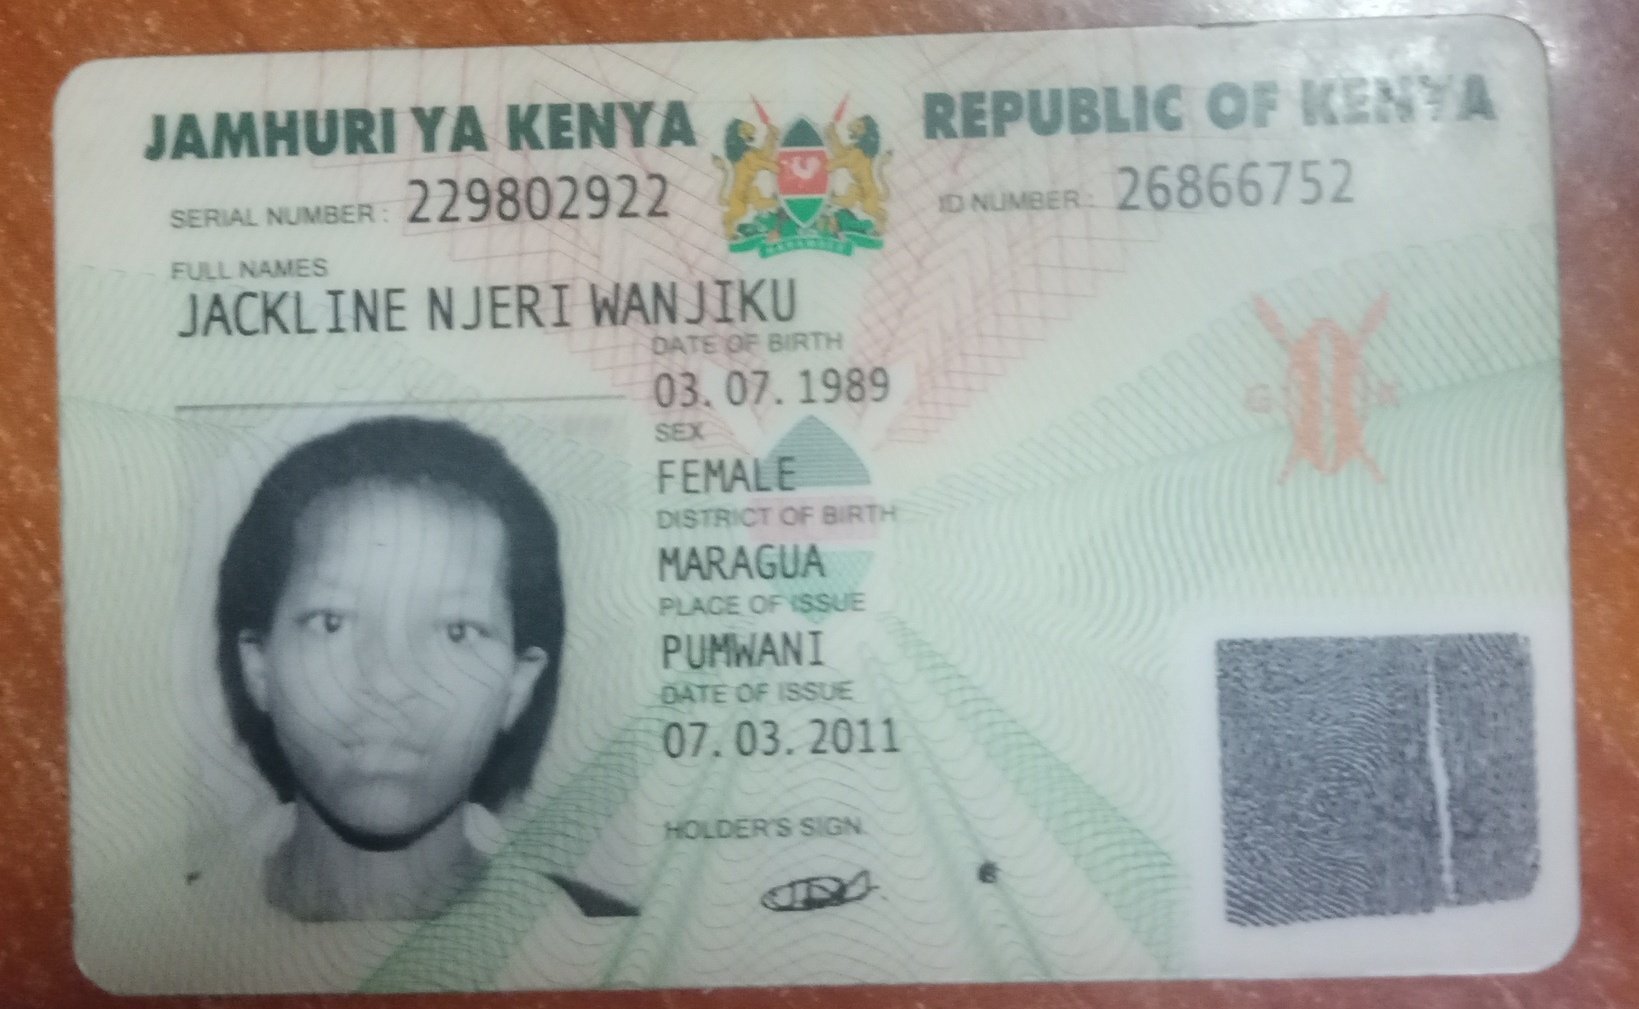 JAMHURI YA KENYA
REPUBLIC OF KENYA
SERIAL NUMBER: 229802922
ID NUMBER: 26866752
FULL NAMES
JACKLINE NJERI WANJIKU
DATE OF BIRTH
03. 07. 1989
SEX
FEMALE
DISTRICT OF BIRTH
MARAGUA
PLACE OF ISSUE
PUMWANI
DATE OF ISSUE
07. 03. 2011
HOLDER'S SIGN.